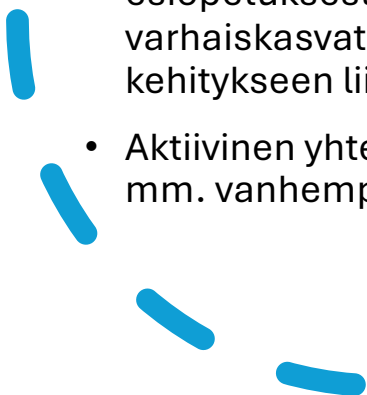 varhaiskasvat
kehitykseen lii
• Aktiivinen yhte
mm. vanhemp